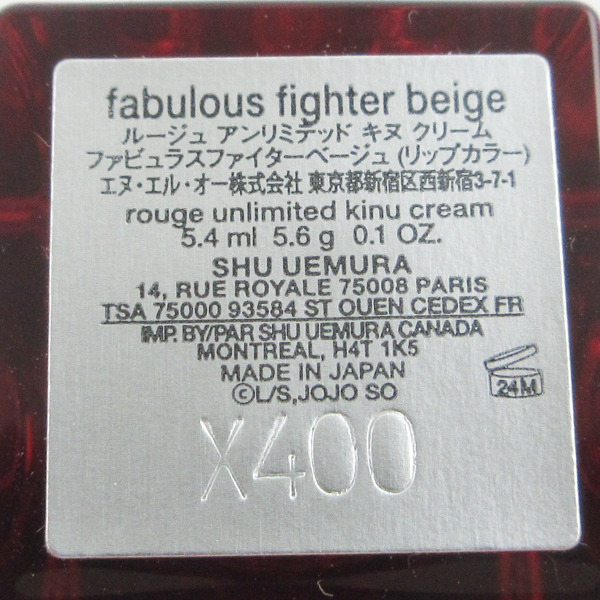 fabulous fighter beige
ルージュ アンリミテッド キヌ クリーム
ファビュラスファイターベージュ (リップカラー)
エヌ・エル・オー株式会社 東京都新宿区西新宿3-7-1
rouge unlimited kinu cream
5.4 ml 5.6 g 0.1 OZ.
SHU UEMURA
14, RUE ROYALE 75008 PARIS
TSA 75000 93584 ST OUEN CEDEX FR
IMP. BY/PAR SHU UEMURA CANADA
MONTREAL, H4T 1K5
MADE IN JAPAN
24M
©L/S,JOJO SO
X400